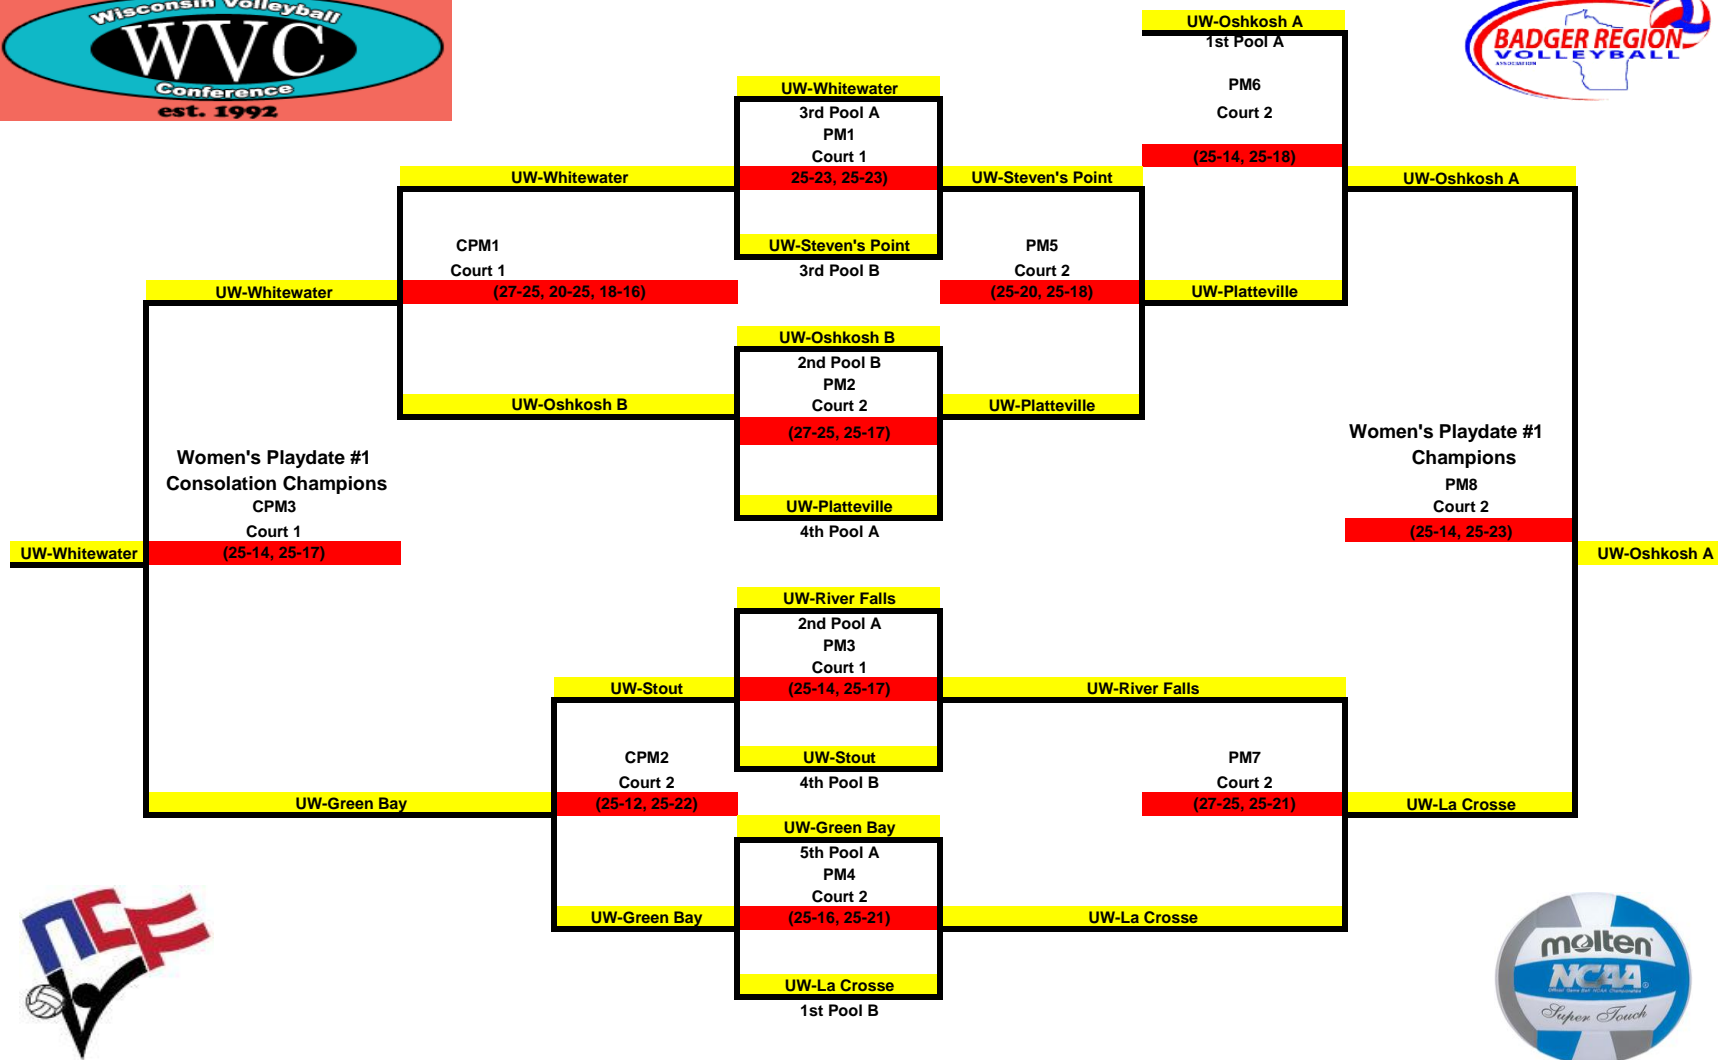 Wisconsin Volleyball
WVC
Conference
est. 1992
UW-Oshkosh A
1st Pool A
PM6
Court 2
(25-14, 25-18)
BADGER REGION
VOLLEYBALL
ASSOCIATION
UW-Whitewater
3rd Pool A
PM1
Court 1
25-23, 25-23)
UW-Whitewater
UW-Steven's Point
UW-Oshkosh A
CPM1
Court 1
(27-25, 20-25, 18-16)
UW-Steven's Point
3rd Pool B
PM5
Court 2
(25-20, 25-18)
UW-Whitewater
UW-Platteville
UW-Oshkosh B
2nd Pool B
PM2
Court 2
(27-25, 25-17)
UW-Oshkosh B
UW-Platteville
UW-Platteville
4th Pool A
Women's Playdate #1
Consolation Champions
CPM3
Court 1
(25-14, 25-17)
UW-Whitewater
Women's Playdate #1
Champions
PM8
Court 2
(25-14, 25-23)
UW-Oshkosh A
UW-River Falls
2nd Pool A
PM3
Court 1
(25-14, 25-17)
UW-Stout
UW-River Falls
CPM2
Court 2
(25-12, 25-22)
UW-Stout
4th Pool B
PM7
Court 2
(27-25, 25-21)
UW-Green Bay
UW-La Crosse
UW-Green Bay
5th Pool A
PM4
Court 2
(25-16, 25-21)
UW-Green Bay
UW-La Crosse
UW-La Crosse
1st Pool B
NCF
molten
NCAA
Super Touch